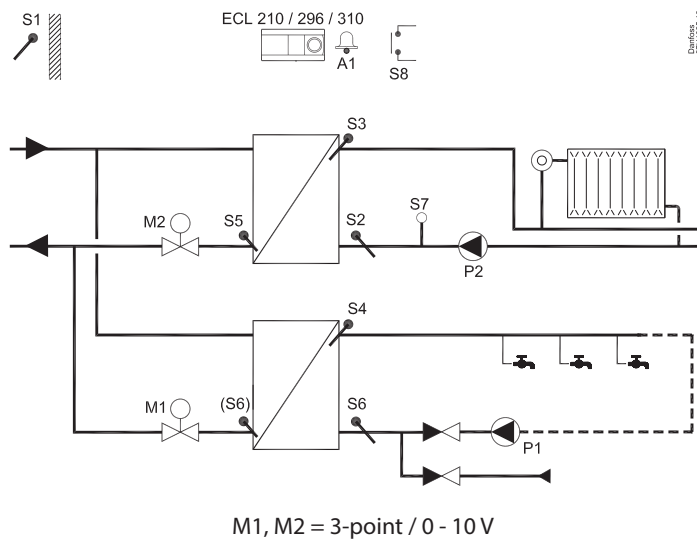 S1
ECL 210 / 296 / 310
A1
S8
Danfoss
S3
M2
S5
S2
S7
P2
S4
M1
(S6)
S6
P1
M1, M2 = 3-point / 0 - 10 V